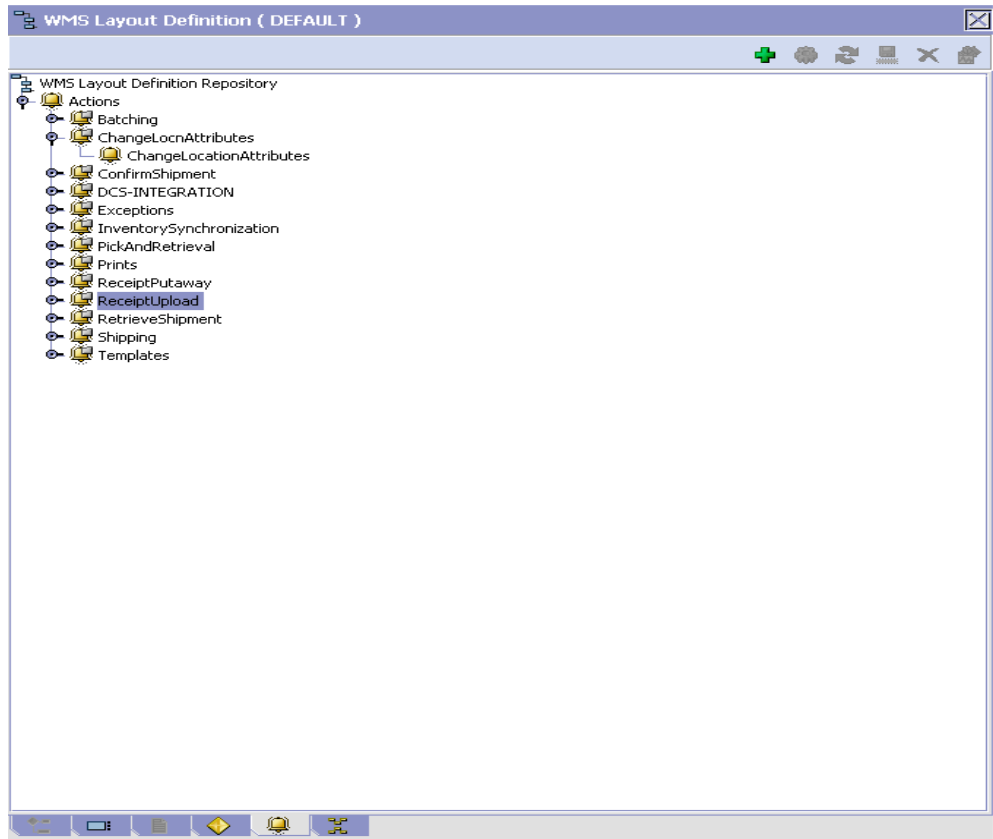 WMS Layout Definition ( DEFAULT )
WMS Layout Definition Repository
Actions
Batching
ChangeLocnAttributes
ChangeLocationAttributes
ConfirmShipment
DCS-INTEGRATION
Exceptions
InventorySynchronization
PickAndRetrieval
Prints
ReceiptPutaway
ReceiptUpload
RetrieveShipment
Shipping
Templates